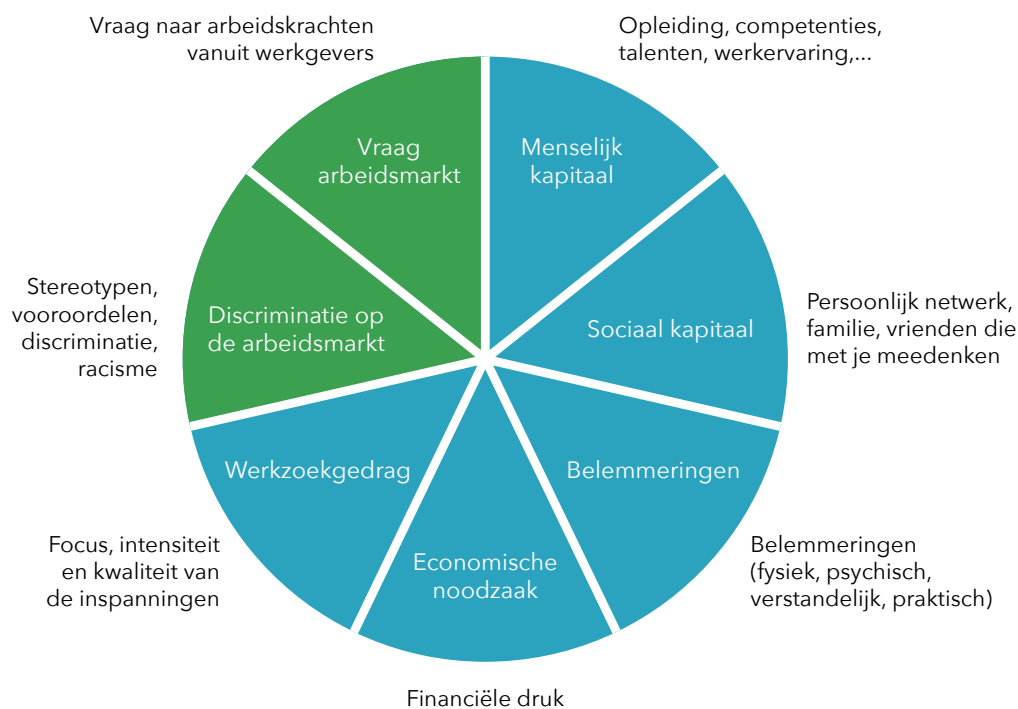 Vraag naar arbeidskrachten
vanuit werkgevers
Opleiding, competenties,
talenten, werkervaring,...
Vraag
arbeidsmarkt
Menselijk
kapitaal
Stereotypen,
vooroordelen,
discriminatie,
racisme
Discriminatie op
de arbeidsmarkt
Sociaal kapitaal
Persoonlijk netwerk,
familie, vrienden die
met je meedenken
Werkzoekgedrag
Belemmeringen
Focus, intensiteit
en kwaliteit van
de inspanningen
Economische
noodzaak
Belemmeringen
(fysiek, psychisch,
verstandelijk, praktisch)
Financiële druk